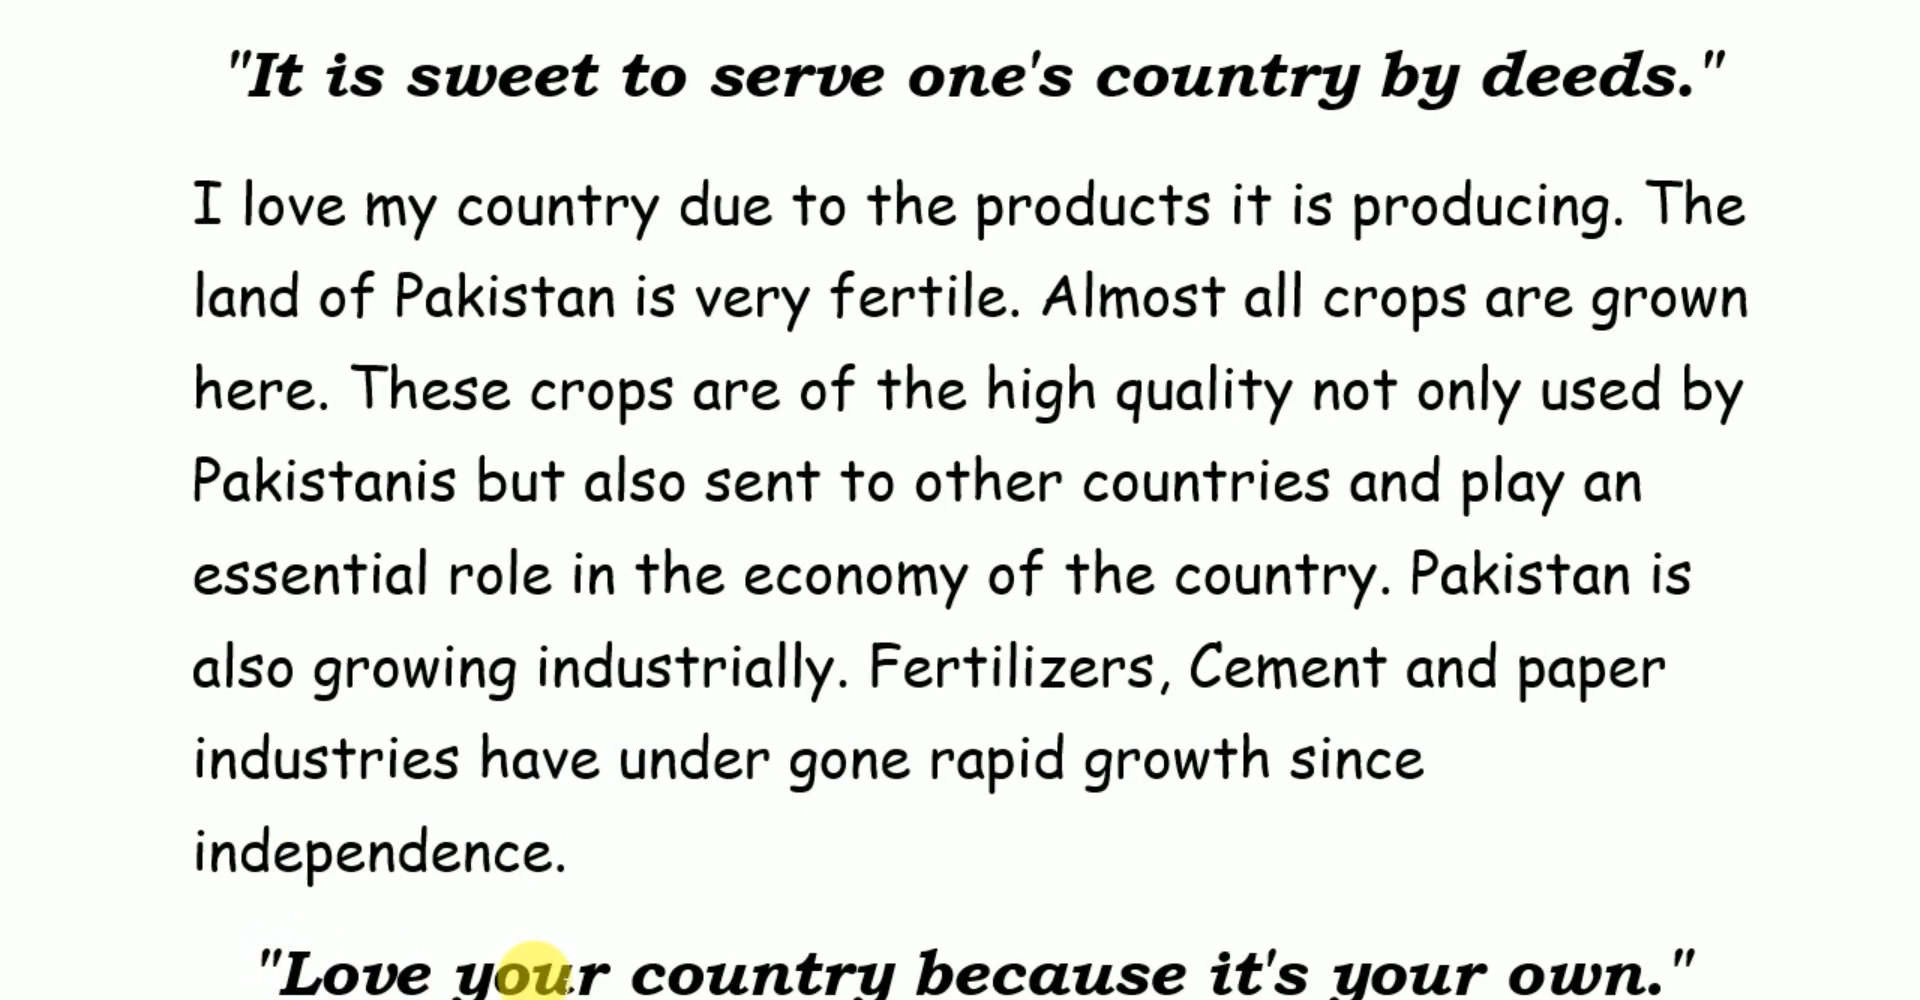 "It is sweet to serve one's country by deeds."
I love my country due to the products it is producing. The
land of Pakistan is very fertile. Almost all crops are grown
here. These crops are of the high quality not only used by
Pakistanis but also sent to other countries and play an
essential role in the economy of the country. Pakistan is
also growing industrially. Fertilizers, Cement and paper
industries have under gone rapid growth since
independence.
"Love your country because it's your own."